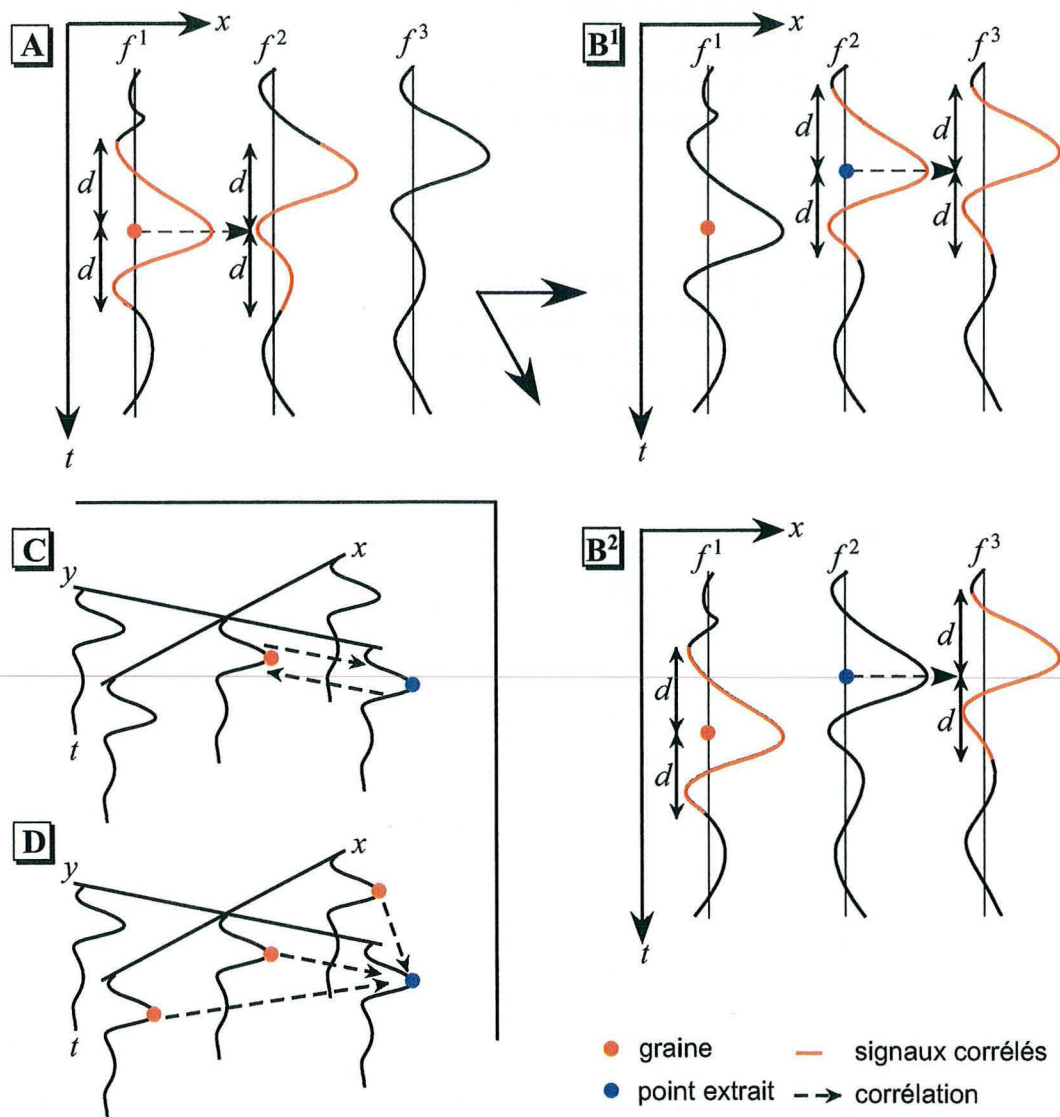 A
x
f¹ f² f³
d d
d d
t
B¹
x
f¹ f² f³
d d
d d
t
C
x
y
t
B²
x
f¹ f² f³
d d
d d
t
D
x
y
t
graine
signaux corrélés
point extrait
corrélation